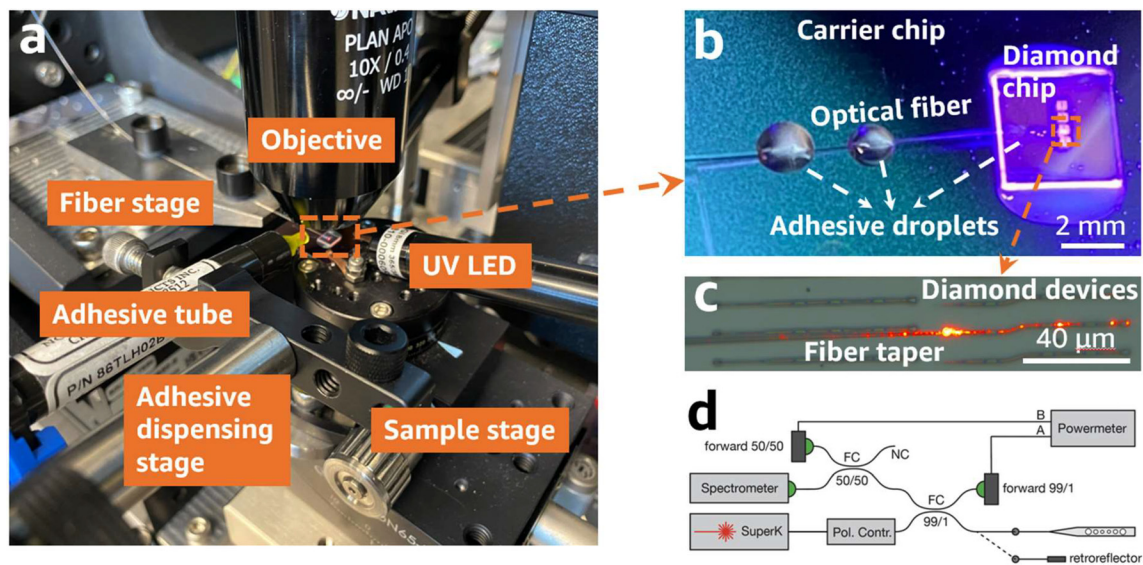 a
PLAN APO
10X / 0.4
∞/- WD
Objective
Fiber stage
UV LED
Adhesive tube
P/N 86TLH02B
Adhesive
dispensing
stage
Sample stage
b
Carrier chip
Diamond
chip
Optical fiber
Adhesive droplets
2 mm
c
Diamond devices
Fiber taper
40 µm
d
B
A
Powermeter
forward 50/50
FC
NC
50/50
Spectrometer
FC
forward 99/1
99/1
SuperK
Pol. Contr.
retroreflector